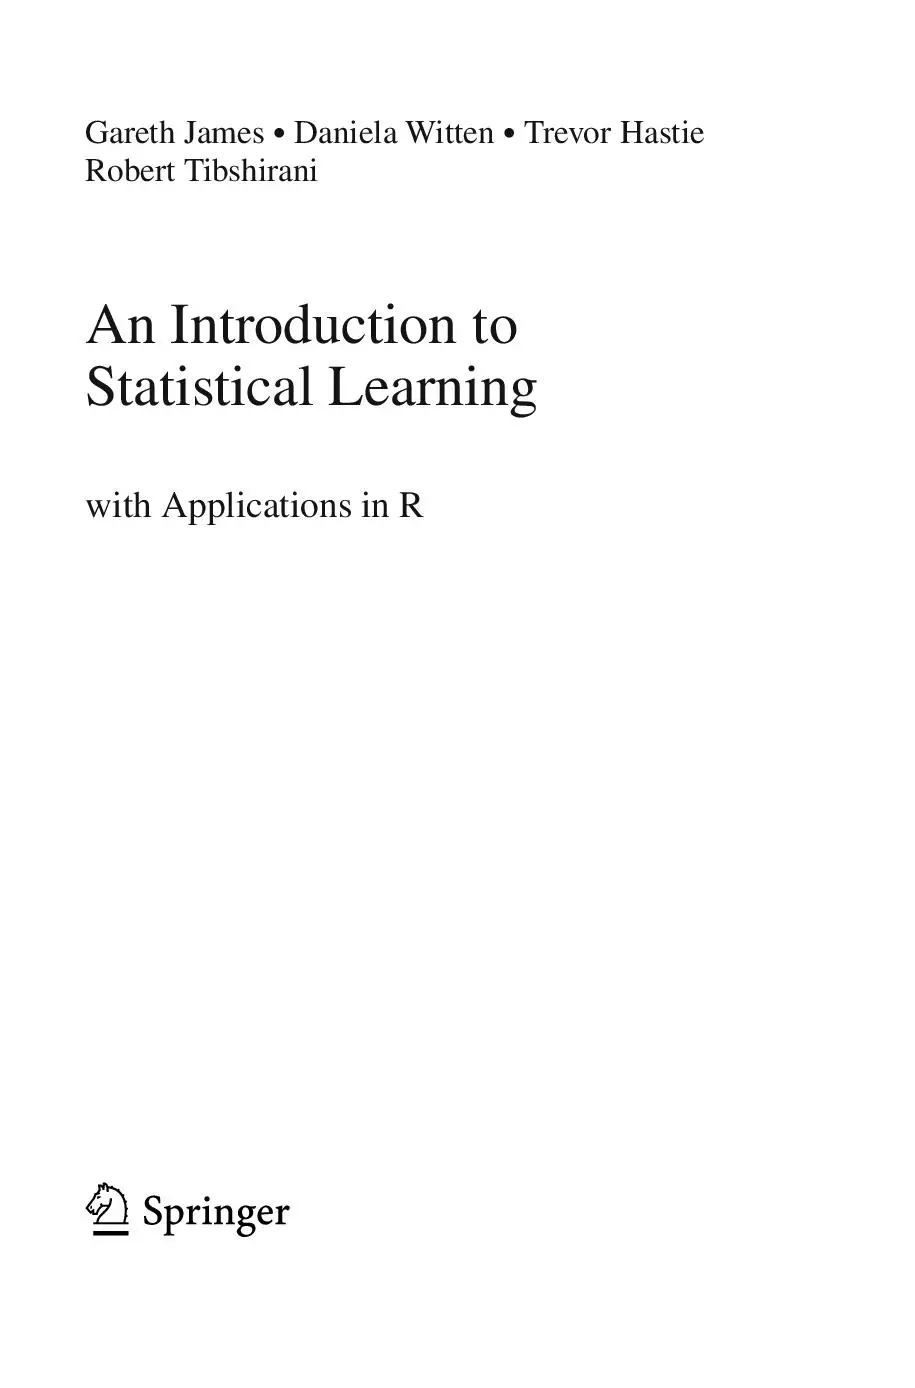 Gareth James • Daniela Witten • Trevor Hastie
Robert Tibshirani
An Introduction to
Statistical Learning
with Applications in R
Springer